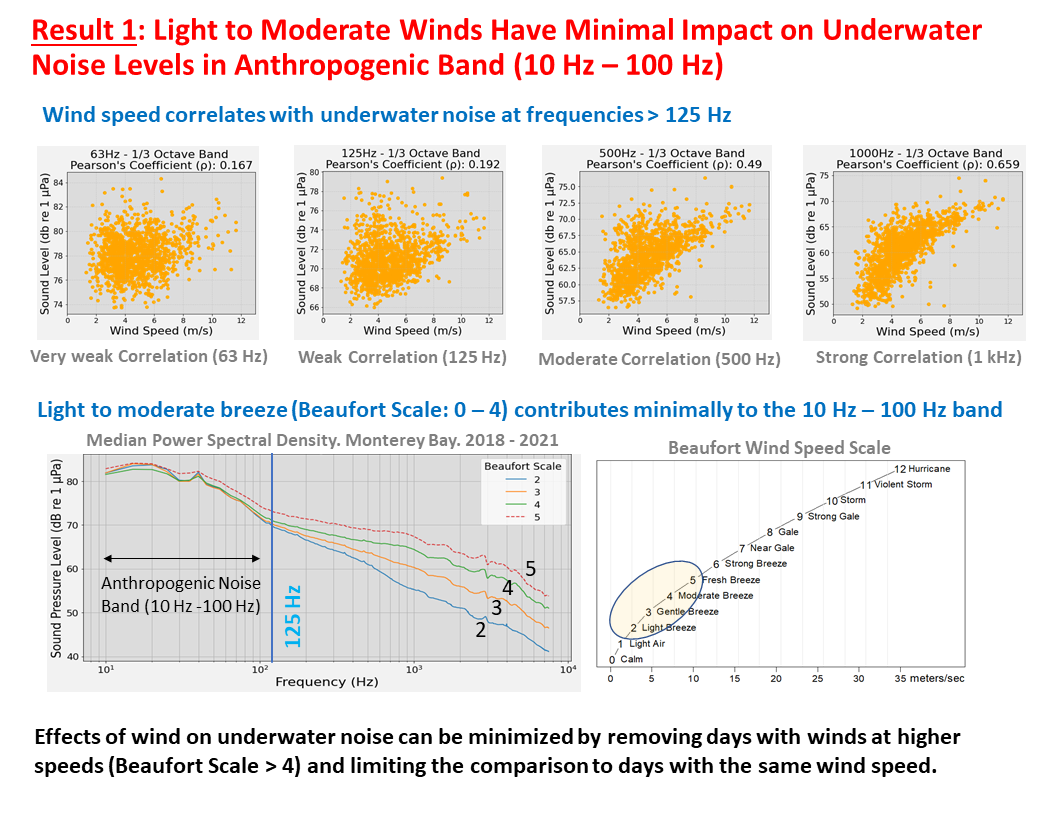 Result 1: Light to Moderate Winds Have Minimal Impact on Underwater
Noise Levels in Anthropogenic Band (10 Hz – 100 Hz)
Wind speed correlates with underwater noise at frequencies > 125 Hz
63Hz - 1/3 Octave Band
Pearson's Coefficient (ρ): 0.167
Sound Level (db re 1 μPa)
84
82
80
78
76
74
0 2 4 6 8 10 12
Wind Speed (m/s)
Very weak Correlation (63 Hz)
125Hz - 1/3 Octave Band
Pearson's Coefficient (ρ): 0.192
Sound Level (db re 1 μPa)
80
78
76
74
72
70
68
66
0 2 4 6 8 10 12
Wind Speed (m/s)
Weak Correlation (125 Hz)
500Hz - 1/3 Octave Band
Pearson's Coefficient (ρ): 0.49
Sound Level (db re 1 μPa)
75.0
72.5
70.0
67.5
65.0
62.5
60.0
57.5
0 2 4 6 8 10 12
Wind Speed (m/s)
Moderate Correlation (500 Hz)
1000Hz - 1/3 Octave Band
Pearson's Coefficient (ρ): 0.659
Sound Level (db re 1 μPa)
75
70
65
60
55
50
0 2 4 6 8 10 12
Wind Speed (m/s)
Strong Correlation (1 kHz)
Light to moderate breeze (Beaufort Scale: 0 – 4) contributes minimally to the 10 Hz – 100 Hz band
Median Power Spectral Density. Monterey Bay. 2018 - 2021
Sound Pressure Level (dB re 1 μPa)
80
70
60
50
40
Beaufort Scale
2
3
4
5
Anthropogenic Noise
Band (10 Hz -100 Hz)
125 Hz
5
4
3
2
10¹ 10² 10³ 10⁴
Frequency (Hz)
Beaufort Wind Speed Scale
12 Hurricane
11 Violent Storm
10 Storm
9 Strong Gale
8 Gale
7 Near Gale
6 Strong Breeze
5 Fresh Breeze
4 Moderate Breeze
3 Gentle Breeze
2 Light Breeze
1 Light Air
0 Calm
0 5 10 15 20 25 30 35 meters/sec
Effects of wind on underwater noise can be minimized by removing days with winds at higher
speeds (Beaufort Scale > 4) and limiting the comparison to days with the same wind speed.